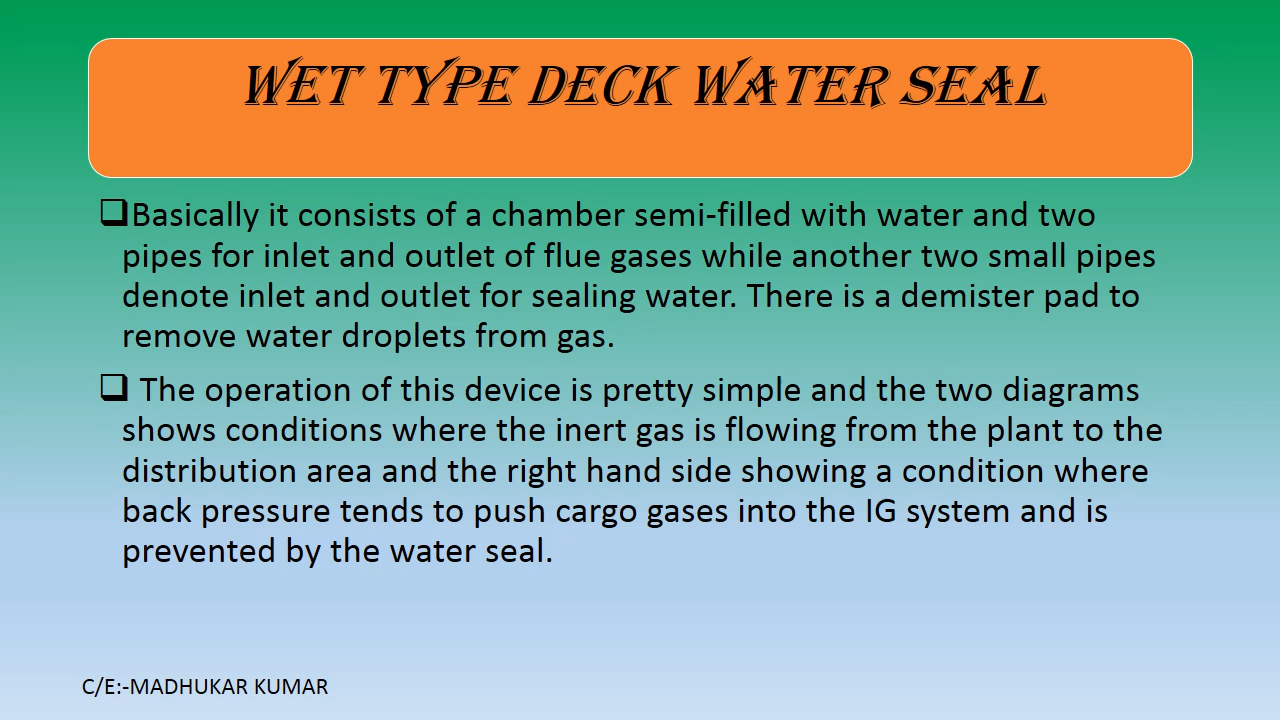 WET TYPE DECK WATER SEAL
❑Basically it consists of a chamber semi-filled with water and two
pipes for inlet and outlet of flue gases while another two small pipes
denote inlet and outlet for sealing water. There is a demister pad to
remove water droplets from gas.
❑ The operation of this device is pretty simple and the two diagrams
shows conditions where the inert gas is flowing from the plant to the
distribution area and the right hand side showing a condition where
back pressure tends to push cargo gases into the IG system and is
prevented by the water seal.
C/E:-MADHUKAR KUMAR